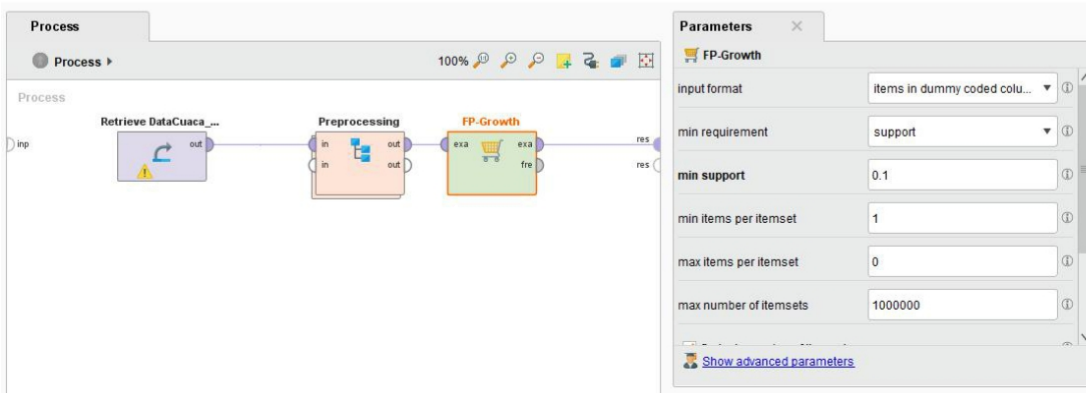 Process
Process
100%
Process
inp
Retrieve DataCuaca_...
out
Preprocessing
in
out
in
out
FP-Growth
exa
exa
fre
res
res
Parameters
FP-Growth
input format
items in dummy coded colu...
min requirement
support
min support
0.1
min items per itemset
1
max items per itemset
0
max number of itemsets
1000000
Show advanced parameters